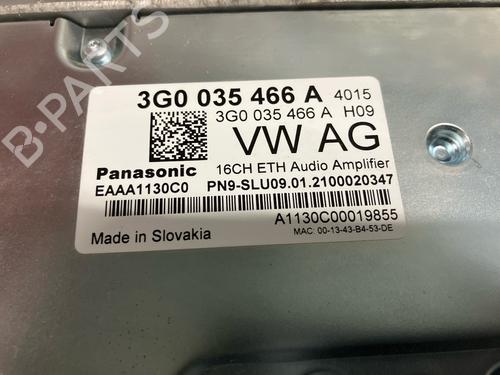 B-PARTS
3G0 035 466 A 4015
3G0 035 466 A H09
VW AG
Panasonic 16CH ETH Audio Amplifier
EAAA1130C0 PN9-SLU09.01.2100020347
A1130C00019855
Made in Slovakia MAC: 00-13-43-B4-53-DE